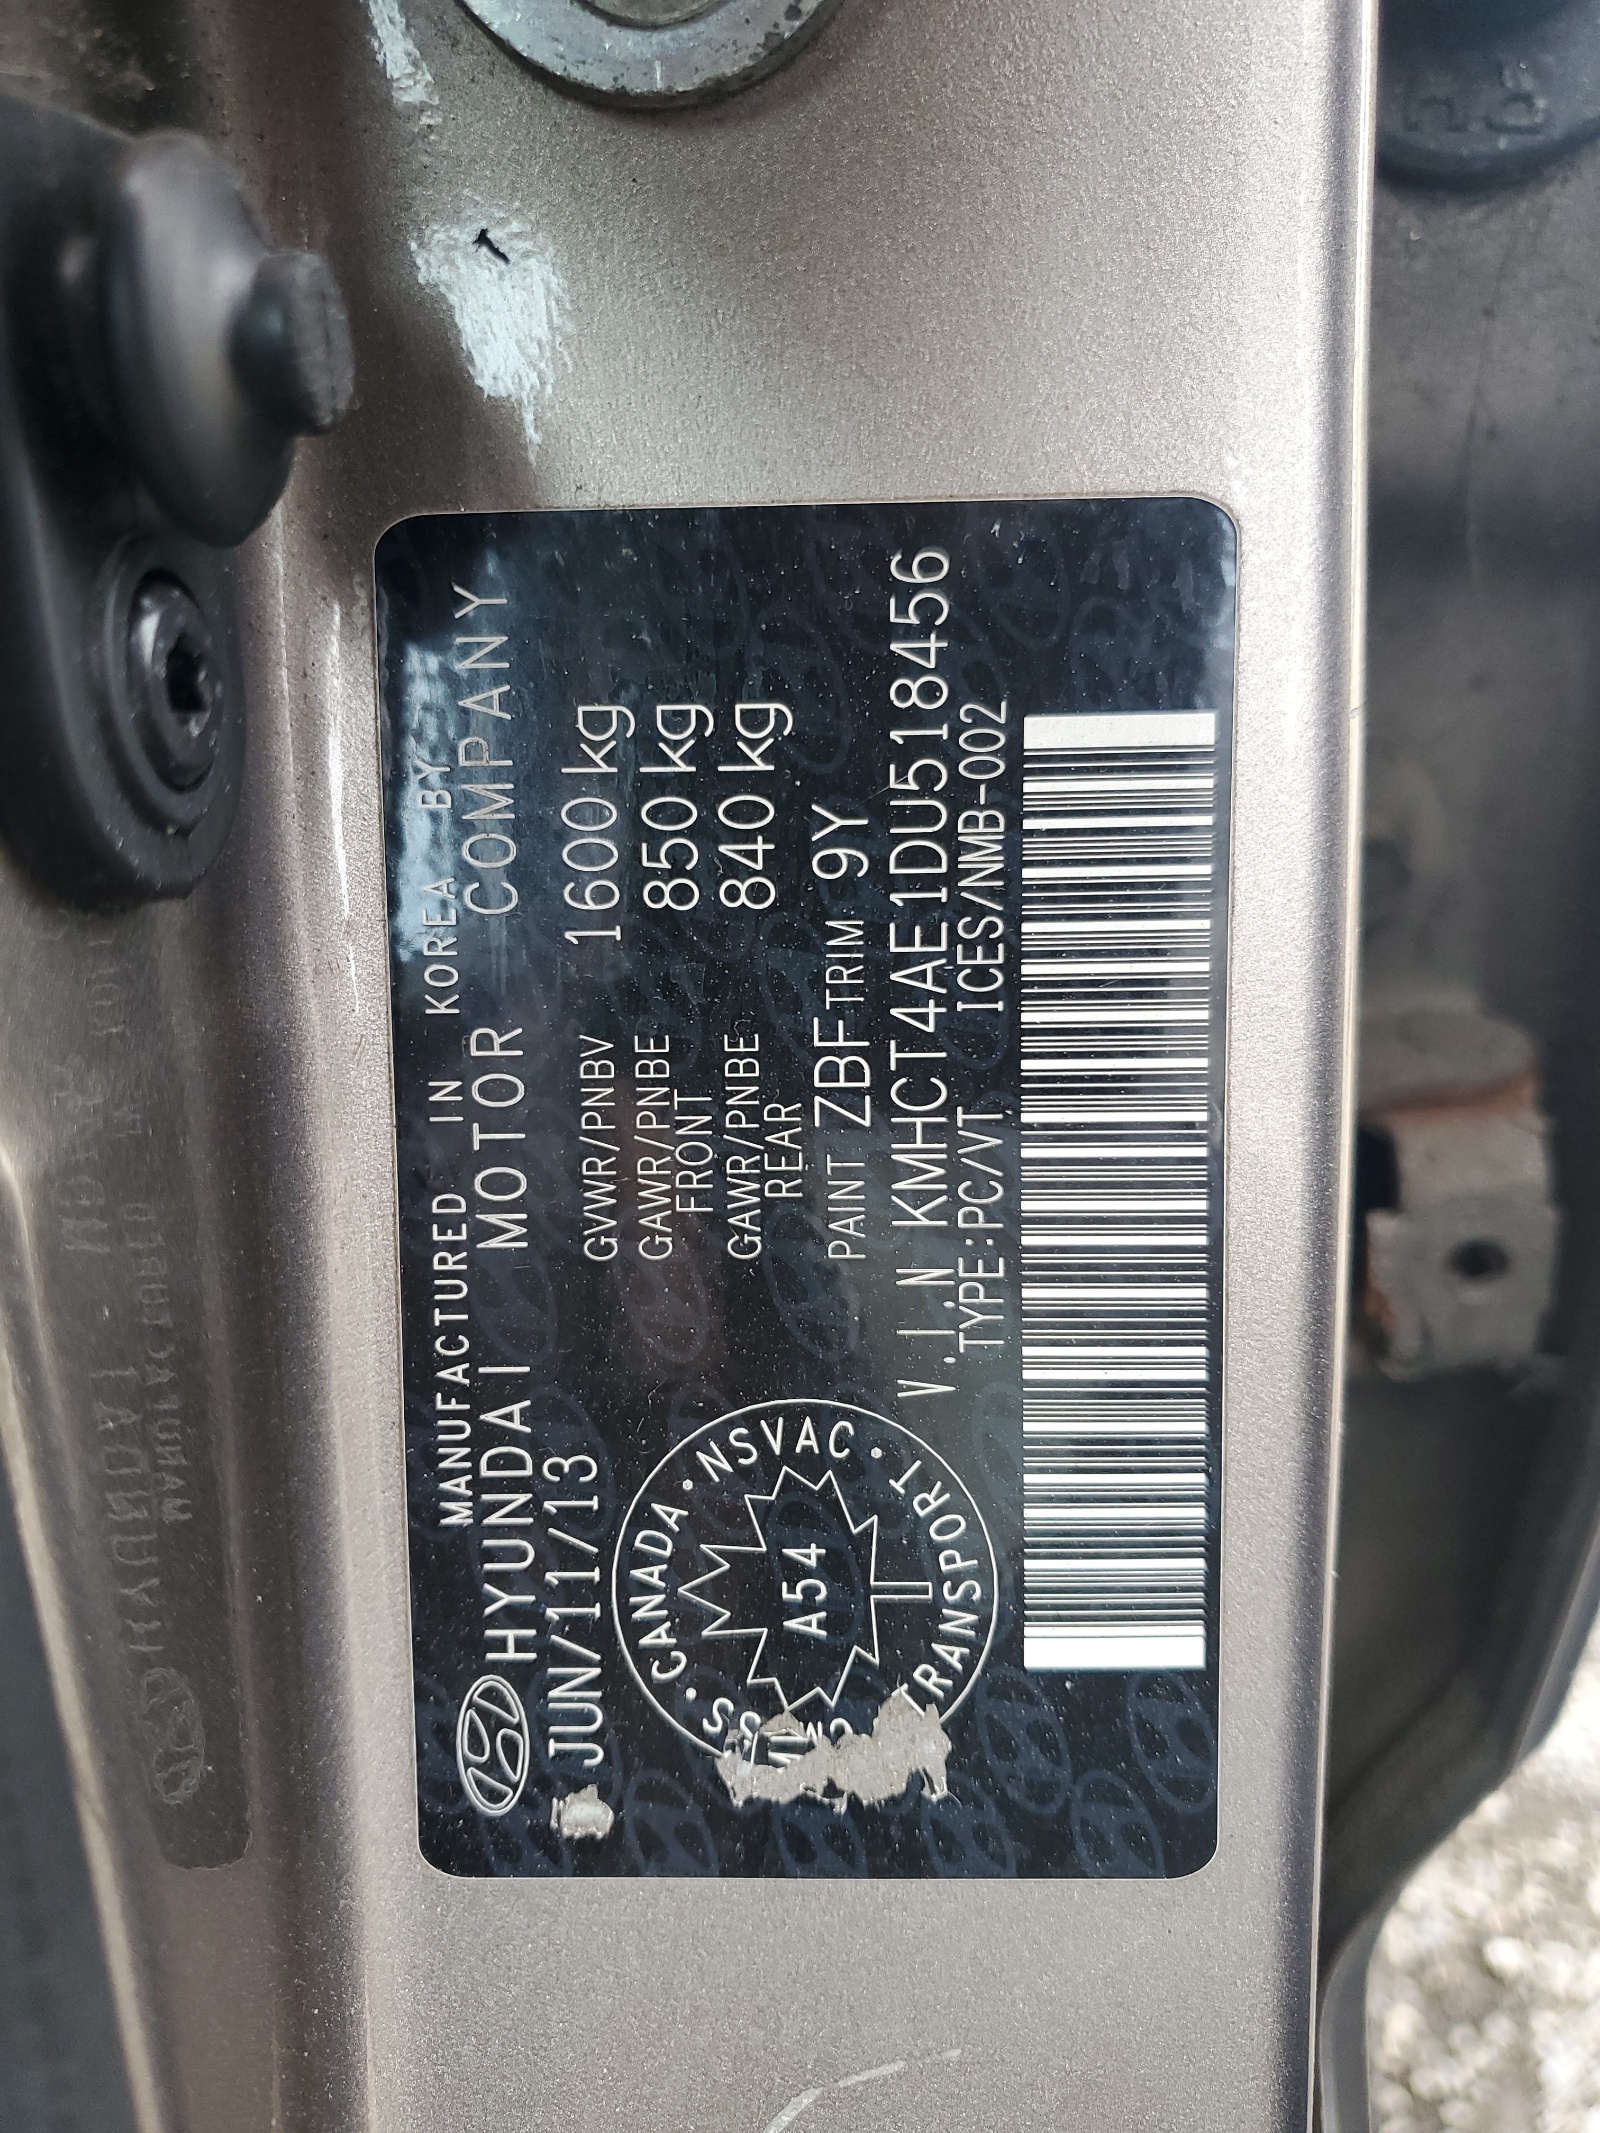 MANUFACTURED IN KOREA BY
HYUNDAI MOTOR COMPANY
JUN/11/13
GVWR/PNBV 1600 kg
GAWR/PNBE 850 kg
FRONT
GAWR/PNBE 840 kg
REAR
PAINT ZBF TRIM 9Y
V.I.N KMHCT4AE1DU518456
TYPE:PC/VT ICES/NMB-002
CANADA · NSVAC ·
A54
TRANSPORT